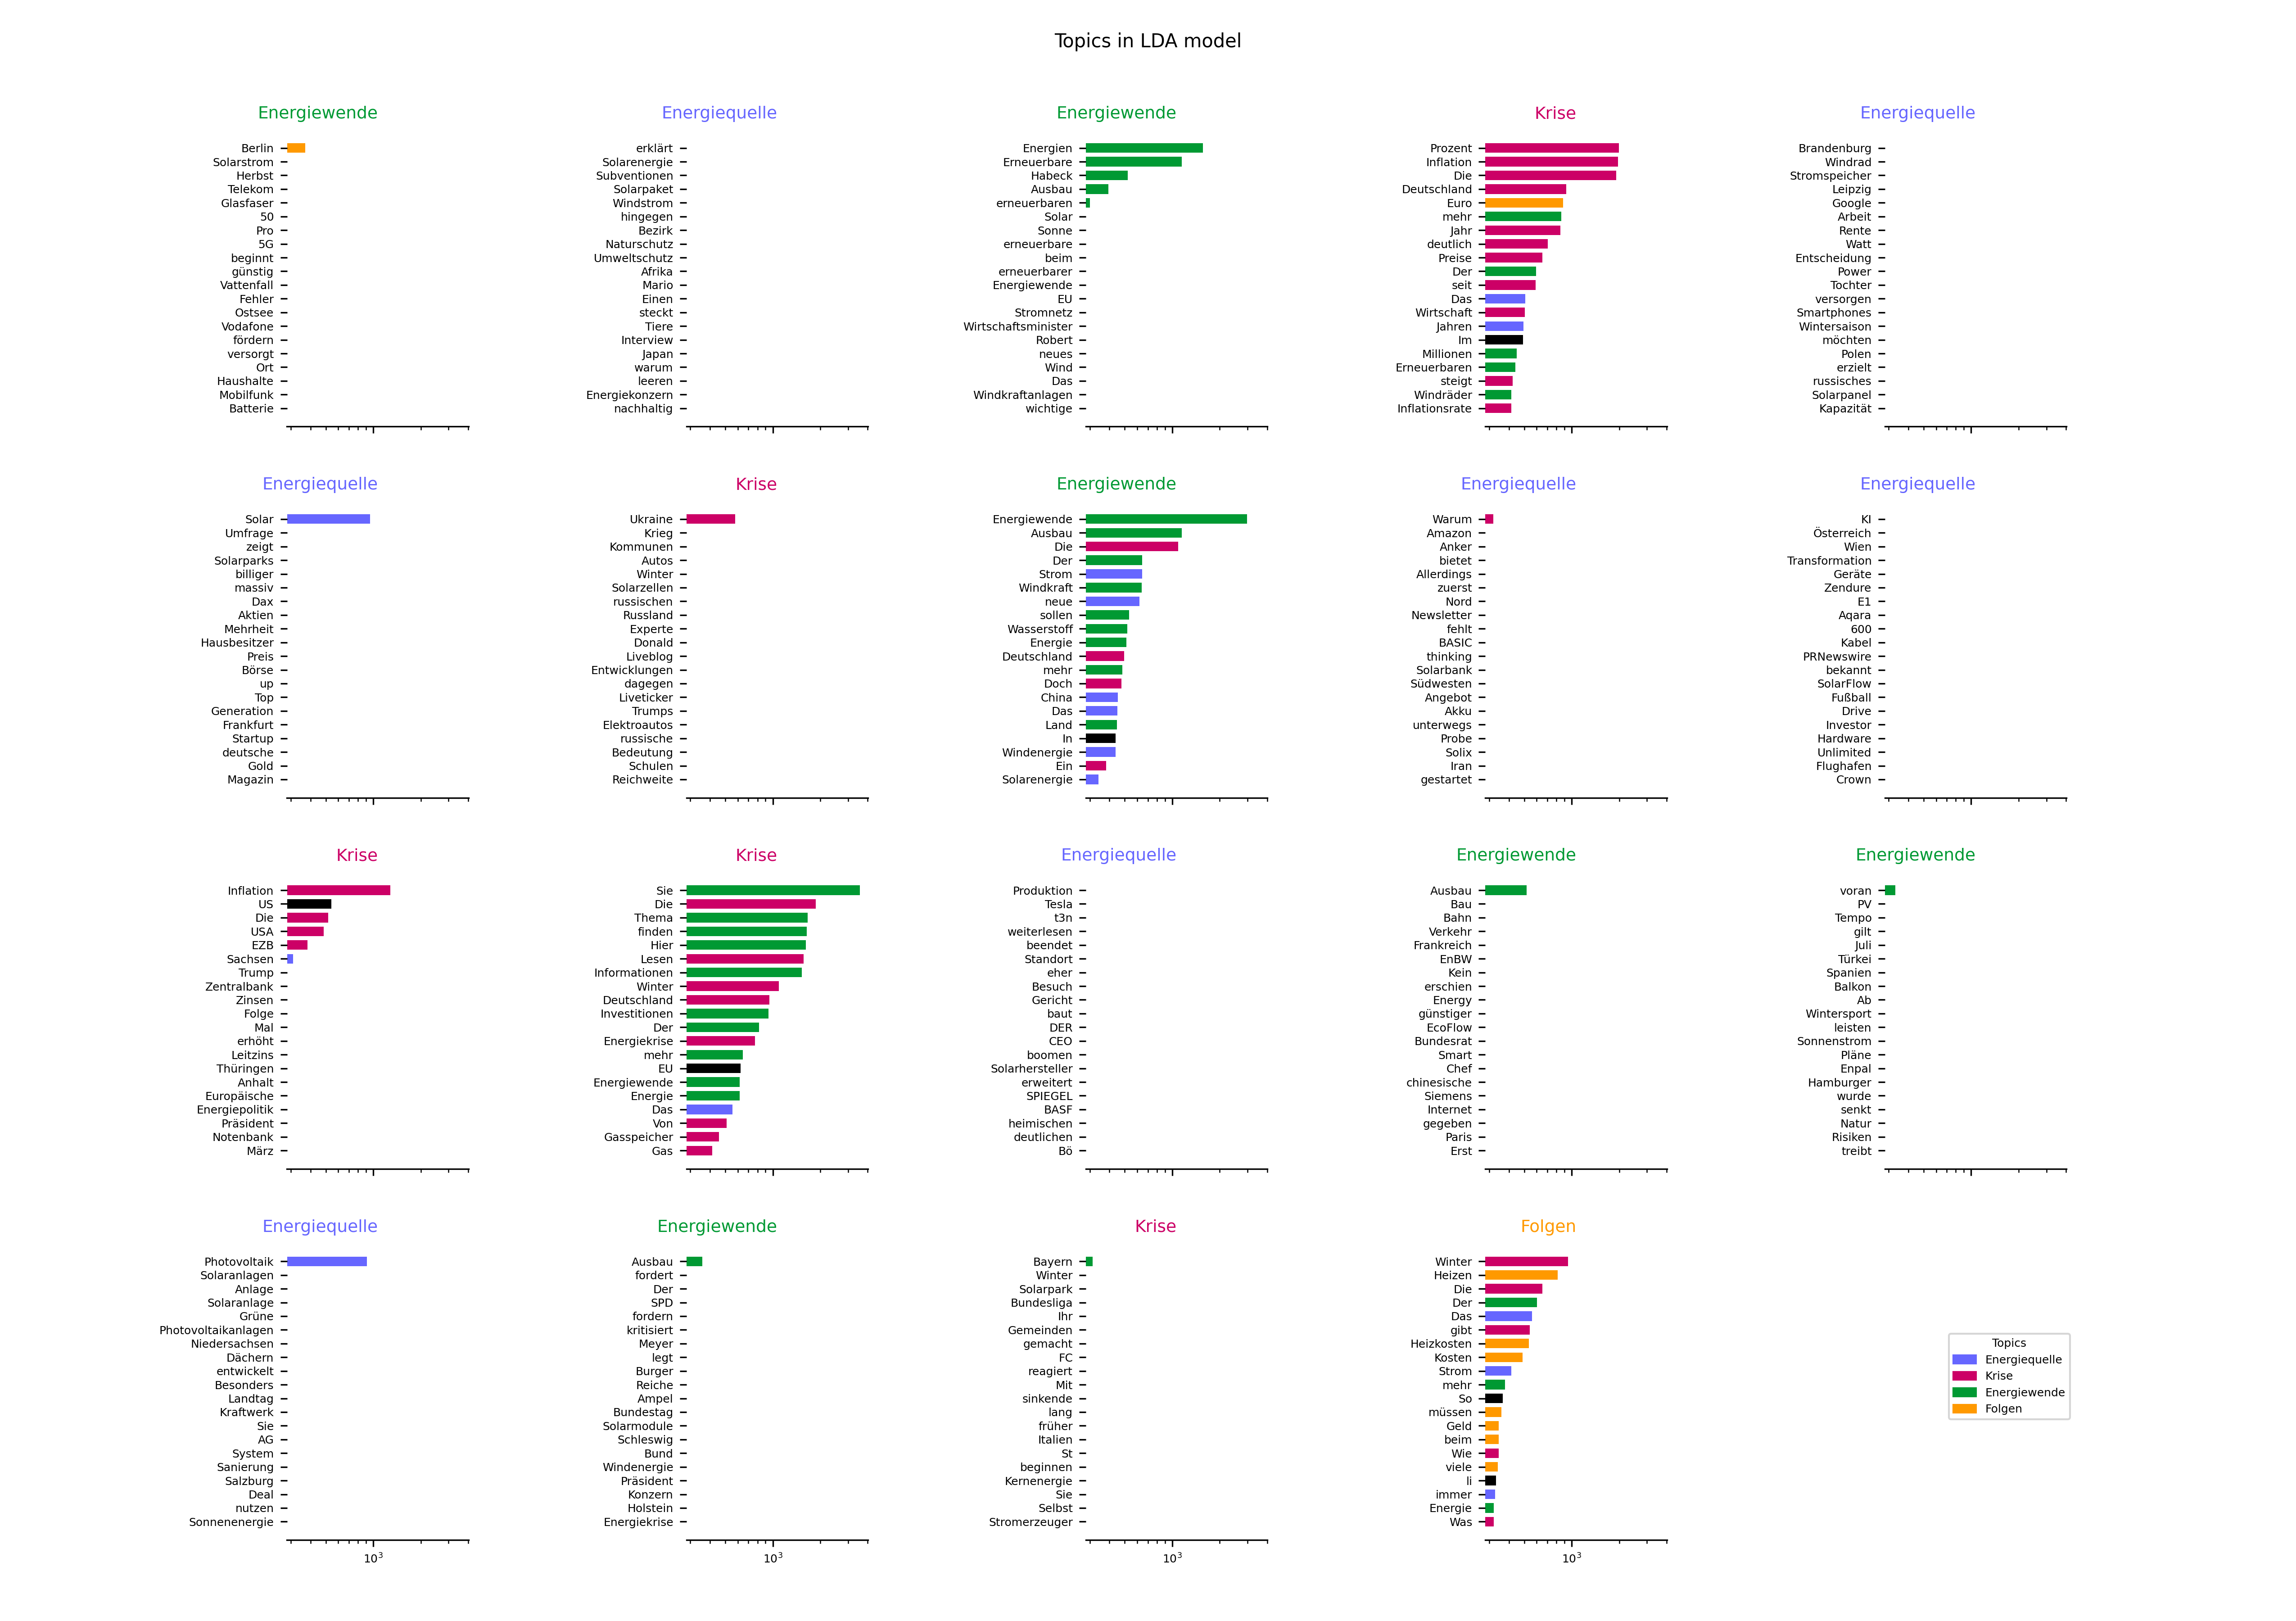 Topics in LDA model
Energiewende
Berlin
Solarstrom
Herbst
Telekom
Glasfaser
50
Pro
5G
beginnt
günstig
Vattenfall
Fehler
Ostsee
Vodafone
fördern
versorgt
Ort
Haushalte
Mobilfunk
Batterie
Energiequelle
erklärt
Solarenergie
Subventionen
Solarpaket
Windstrom
hingegen
Bezirk
Naturschutz
Umweltschutz
Afrika
Mario
Einen
steckt
Tiere
Interview
Japan
warum
leeren
Energiekonzern
nachhaltig
Energiewende
Energien
Erneuerbare
Habeck
Ausbau
erneuerbaren
Solar
Sonne
erneuerbare
beim
erneuerbarer
Energiewende
EU
Stromnetz
Wirtschaftsminister
Robert
neues
Wind
Das
Windkraftanlagen
wichtige
Krise
Prozent
Inflation
Die
Deutschland
Euro
mehr
Jahr
deutlich
Preise
Der
seit
Das
Wirtschaft
Jahren
Im
Millionen
Erneuerbaren
steigt
Windräder
Inflationsrate
Energiequelle
Brandenburg
Windrad
Stromspeicher
Leipzig
Google
Arbeit
Rente
Watt
Entscheidung
Power
Tochter
versorgen
Smartphones
Wintersaison
möchten
Polen
erzielt
russisches
Solarpanel
Kapazität
Energiequelle
Solar
Umfrage
zeigt
Solarparks
billiger
massiv
Dax
Aktien
Mehrheit
Hausbesitzer
Preis
Börse
up
Top
Generation
Frankfurt
Startup
deutsche
Gold
Magazin
Krise
Ukraine
Krieg
Kommunen
Autos
Winter
Solarzellen
russischen
Russland
Experte
Donald
Liveblog
Entwicklungen
dagegen
Liveticker
Trumps
Elektroautos
russische
Bedeutung
Schulen
Reichweite
Energiewende
Energiewende
Ausbau
Die
Der
Strom
Windkraft
neue
sollen
Wasserstoff
Energie
Deutschland
mehr
Doch
China
Das
Land
In
Windenergie
Ein
Solarenergie
Energiequelle
Warum
Amazon
Anker
bietet
Allerdings
zuerst
Nord
Newsletter
fehlt
BASIC
thinking
Solarbank
Südwesten
Angebot
Akku
unterwegs
Probe
Solix
Iran
gestartet
Energiequelle
KI
Österreich
Wien
Transformation
Geräte
Zendure
E1
Aqara
600
Kabel
PRNewswire
bekannt
SolarFlow
Fußball
Drive
Investor
Hardware
Unlimited
Flughafen
Crown
Krise
Inflation
US
Die
USA
EZB
Sachsen
Trump
Zentralbank
Zinsen
Folge
Mal
erhöht
Leitzins
Thüringen
Anhalt
Europäische
Energiepolitik
Präsident
Notenbank
März
Krise
Sie
Die
Thema
finden
Hier
Lesen
Informationen
Winter
Deutschland
Investitionen
Der
Energiekrise
mehr
EU
Energiewende
Energie
Das
Von
Gasspeicher
Gas
Energiequelle
Produktion
Tesla
t3n
weiterlesen
beendet
Standort
eher
Besuch
Gericht
baut
DER
CEO
boomen
Solarhersteller
erweitert
SPIEGEL
BASF
heimischen
deutlichen
Bö
Energiewende
Ausbau
Bau
Bahn
Verkehr
Frankreich
EnBW
Kein
erschien
Energy
günstiger
EcoFlow
Bundesrat
Smart
Chef
chinesische
Siemens
Internet
gegeben
Paris
Erst
Energiewende
voran
PV
Tempo
gilt
Juli
Türkei
Spanien
Balkon
Ab
Wintersport
leisten
Sonnenstrom
Pläne
Enpal
Hamburger
wurde
senkt
Natur
Risiken
treibt
Energiequelle
Photovoltaik
Solaranlagen
Anlage
Solaranlage
Grüne
Photovoltaikanlagen
Niedersachsen
Dächern
entwickelt
Besonders
Landtag
Kraftwerk
Sie
AG
System
Sanierung
Salzburg
Deal
nutzen
Sonnenenergie
10³
Energiewende
Ausbau
fordert
Der
SPD
fordern
kritisiert
Meyer
legt
Burger
Reiche
Ampel
Bundestag
Solarmodule
Schleswig
Bund
Windenergie
Präsident
Konzern
Holstein
Energiekrise
10³
Krise
Bayern
Winter
Solarpark
Bundesliga
Ihr
Gemeinden
gemacht
FC
reagiert
Mit
sinkende
lang
früher
Italien
St
beginnen
Kernenergie
Sie
Selbst
Stromerzeuger
10³
Folgen
Winter
Heizen
Die
Der
Das
gibt
Heizkosten
Kosten
Strom
mehr
So
müssen
Geld
beim
Wie
viele
li
immer
Energie
Was
10³
Topics
Energiequelle
Krise
Energiewende
Folgen